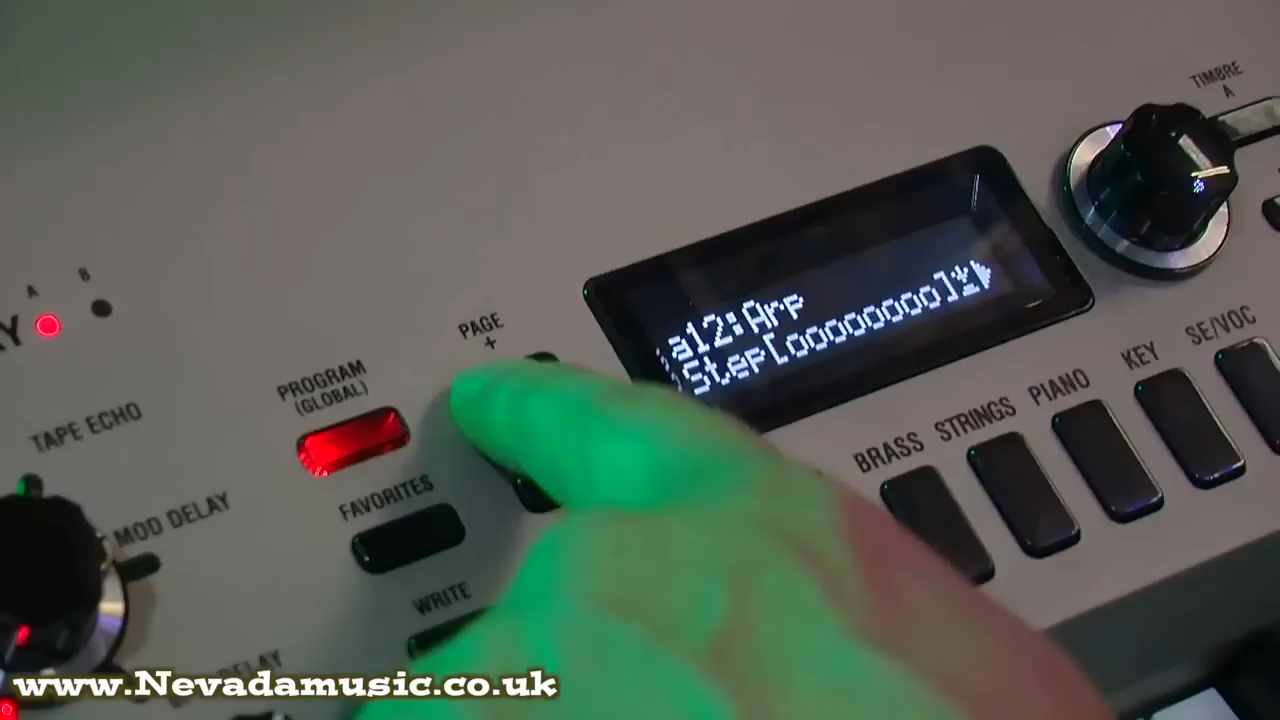 TIMBRE
A
A
B
Y
PAGE
+
a12:Arp
Step[oooooooo]
PROGRAM
(GLOBAL)
TAPE ECHO
FAVORITES
MOD DELAY
WRITE
DELAY
BRASS
STRINGS
PIANO
KEY
SE/VOC
www.Nevadamusic.co.uk